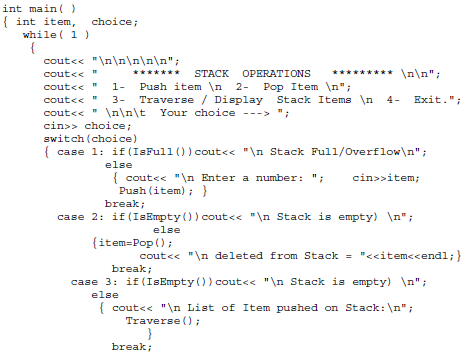 int main( )
{ int item, choice;
while( 1 )
{
cout<< "\n\n\n\n\n";
cout<< " ******* STACK OPERATIONS ********* \n\n";
cout<< " 1- Push item \n 2- Pop Item \n";
cout<< " 3- Traverse / Display Stack Items \n 4- Exit.";
cout<< " \n\n\t Your choice ---> ";
cin>> choice;
switch(choice)
{ case 1: if(IsFull())cout<< "\n Stack Full/Overflow\n";
else
{ cout<< "\n Enter a number: "; cin>>item;
Push(item); }
break;
case 2: if(IsEmpty())cout<< "\n Stack is empty) \n";
else
{item=Pop();
cout<< "\n deleted from Stack = "<<item<<endl;}
break;
case 3: if(IsEmpty())cout<< "\n Stack is empty) \n";
else
{ cout<< "\n List of Item pushed on Stack:\n";
Traverse();
}
break;